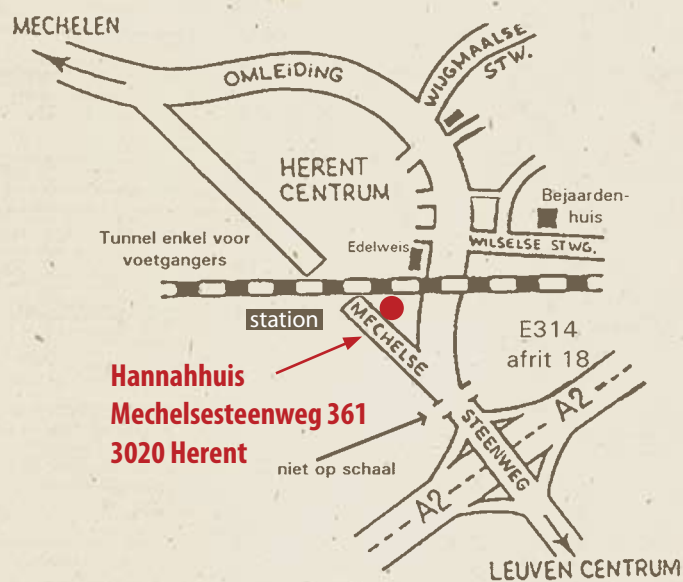 MECHELEN
OMLEiDiNG
WIJGMAALSE
STW.
HERENT
CENTRUM
Bejaarden-
huis
Tunnel enkel voor
voetgangers
Edelweis
WILSELSE STWG.
station
MECHELSE
E314
afrit 18
Hannahhuis
Mechelsesteenweg 361
3020 Herent
A2
STEENWEG
niet op schaal
A2
LEUVEN CENTRUM